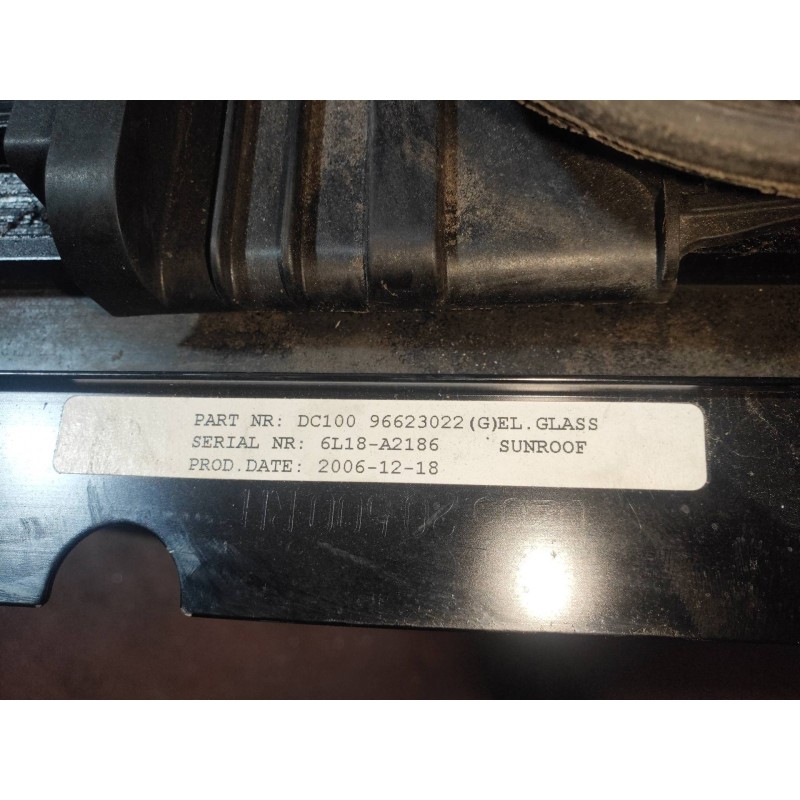 PART NR: DC100 96623022(G)EL.GLASS
SERIAL NR: 6L18-A2186 SUNROOF
PROD.DATE: 2006-12-18